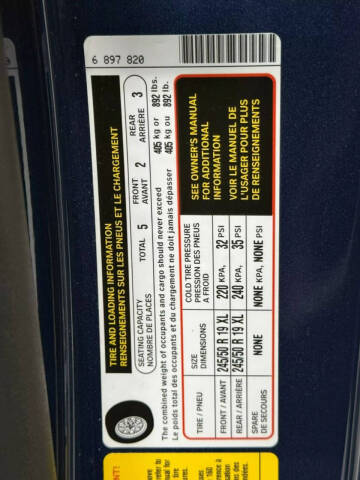 6 897 820
TIRE AND LOADING INFORMATION
RENSEIGNEMENTS SUR LES PNEUS ET LE CHARGEMENT
SEATING CAPACITY
NOMBRE DE PLACES
TOTAL 5
FRONT
AVANT 2
REAR
ARRIÈRE 3
The combined weight of occupants and cargo should never exceed 405 kg or 892 lbs.
Le poids total des occupants et du chargement ne doit jamais dépasser 405 kg ou 892 lb.
TIRE / PNEU
SIZE
DIMENSIONS
COLD TIRE PRESSURE
PRESSION DES PNEUS
A FROID
FRONT / AVANT 245/50 R 19 XL 220 KPA, 32 PSI
REAR / ARRIÈRE 245/50 R 19 XL 240 KPA, 35 PSI
SPARE
DE SECOURS
NONE
NONE KPA, NONE PSI
SEE OWNER'S MANUAL
FOR ADDITIONAL
INFORMATION
VOIR LE MANUEL DE
L'USAGER POUR PLUS
DE RENSEIGNEMENTS